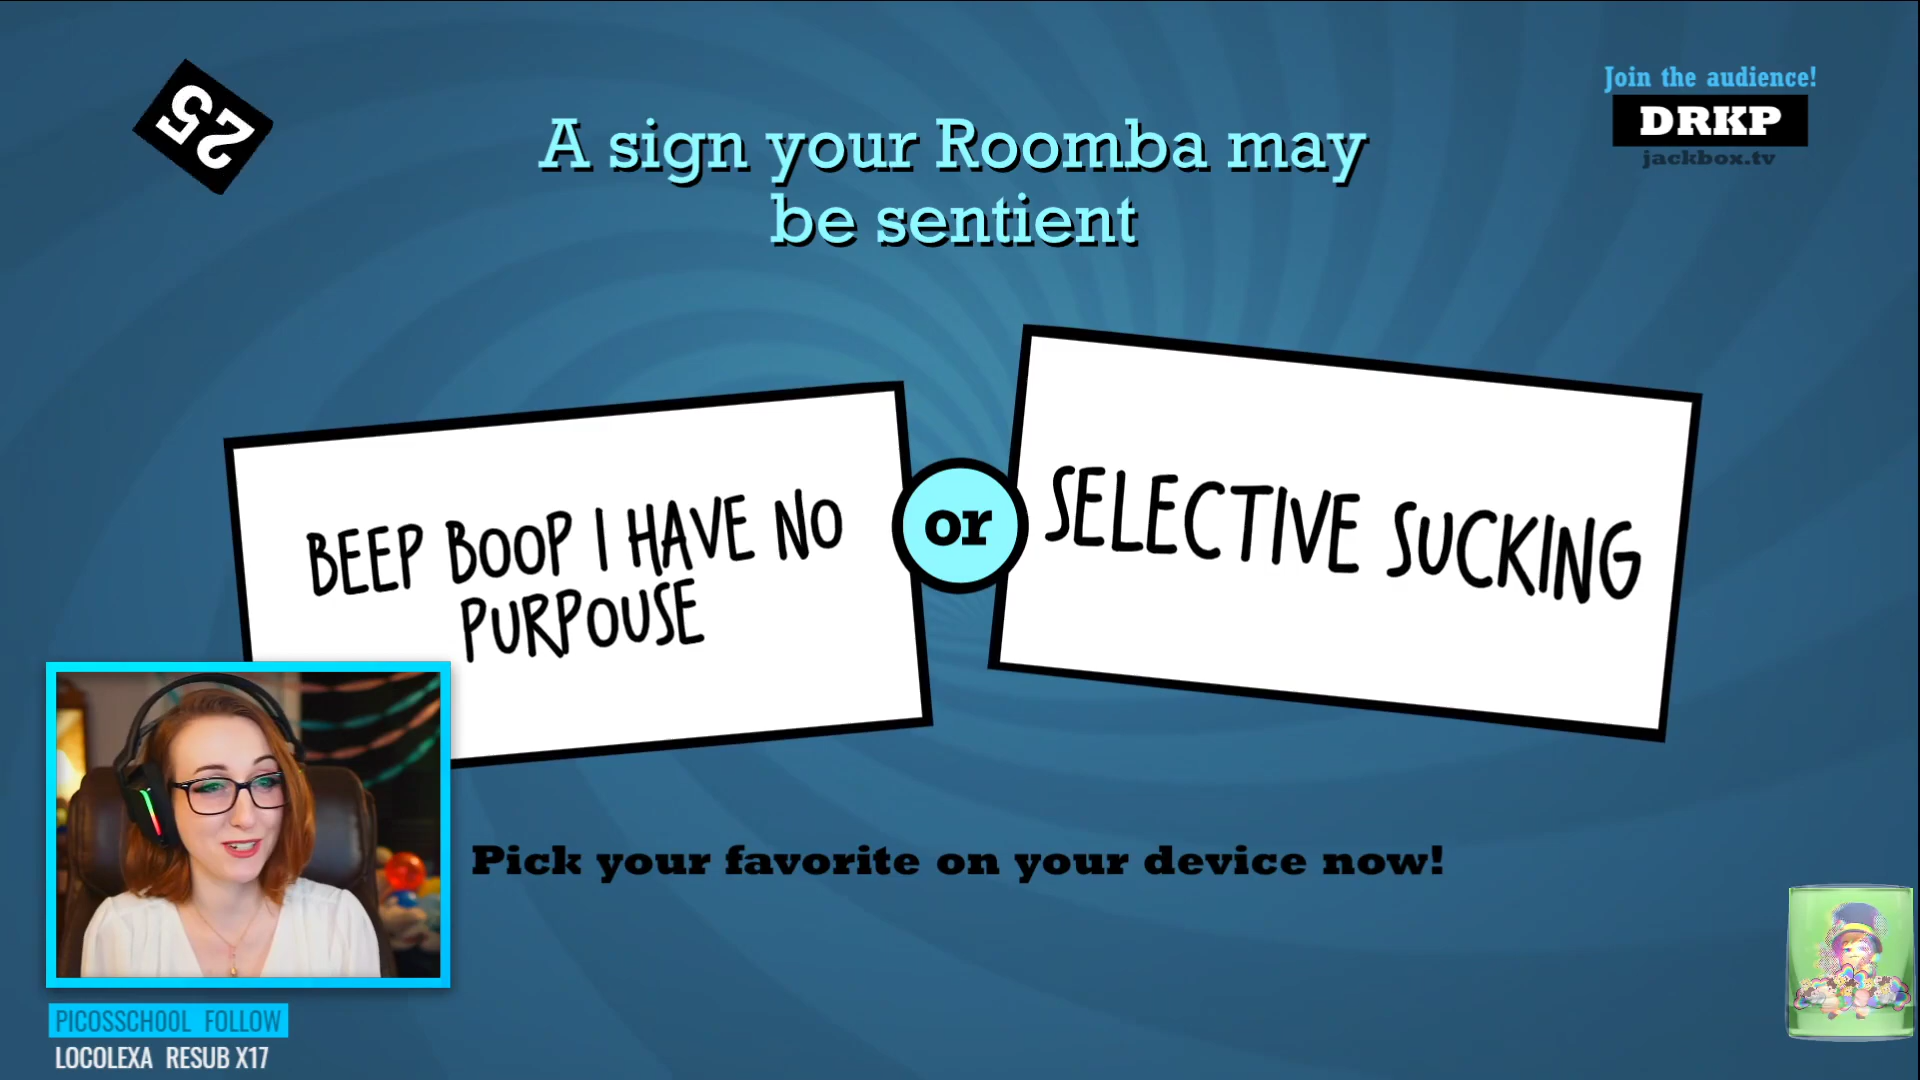 25
A sign your Roomba may
be sentient
Join the audience!
DRKP
jackbox.tv
BEEP BOOP I HAVE NO
PURPOUSE
or
SELECTIVE SUCKING
Pick your favorite on your device now!
PICOSSCHOOL FOLLOW
LOCOLEXA RESUB X17